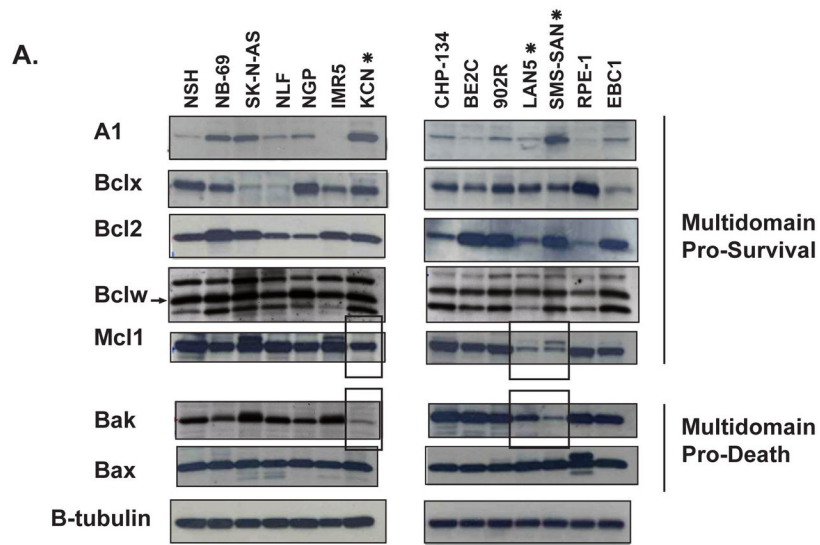 A.
NSH
NB-69
SK-N-AS
NLF
NGP
IMR5
KCN *
CHP-134
BE2C
902R
LAN5 *
SMS-SAN *
RPE-1
EBC1
A1
Bclx
Bcl2
Bclw
Mcl1
Multidomain
Pro-Survival
Bak
Bax
Multidomain
Pro-Death
B-tubulin